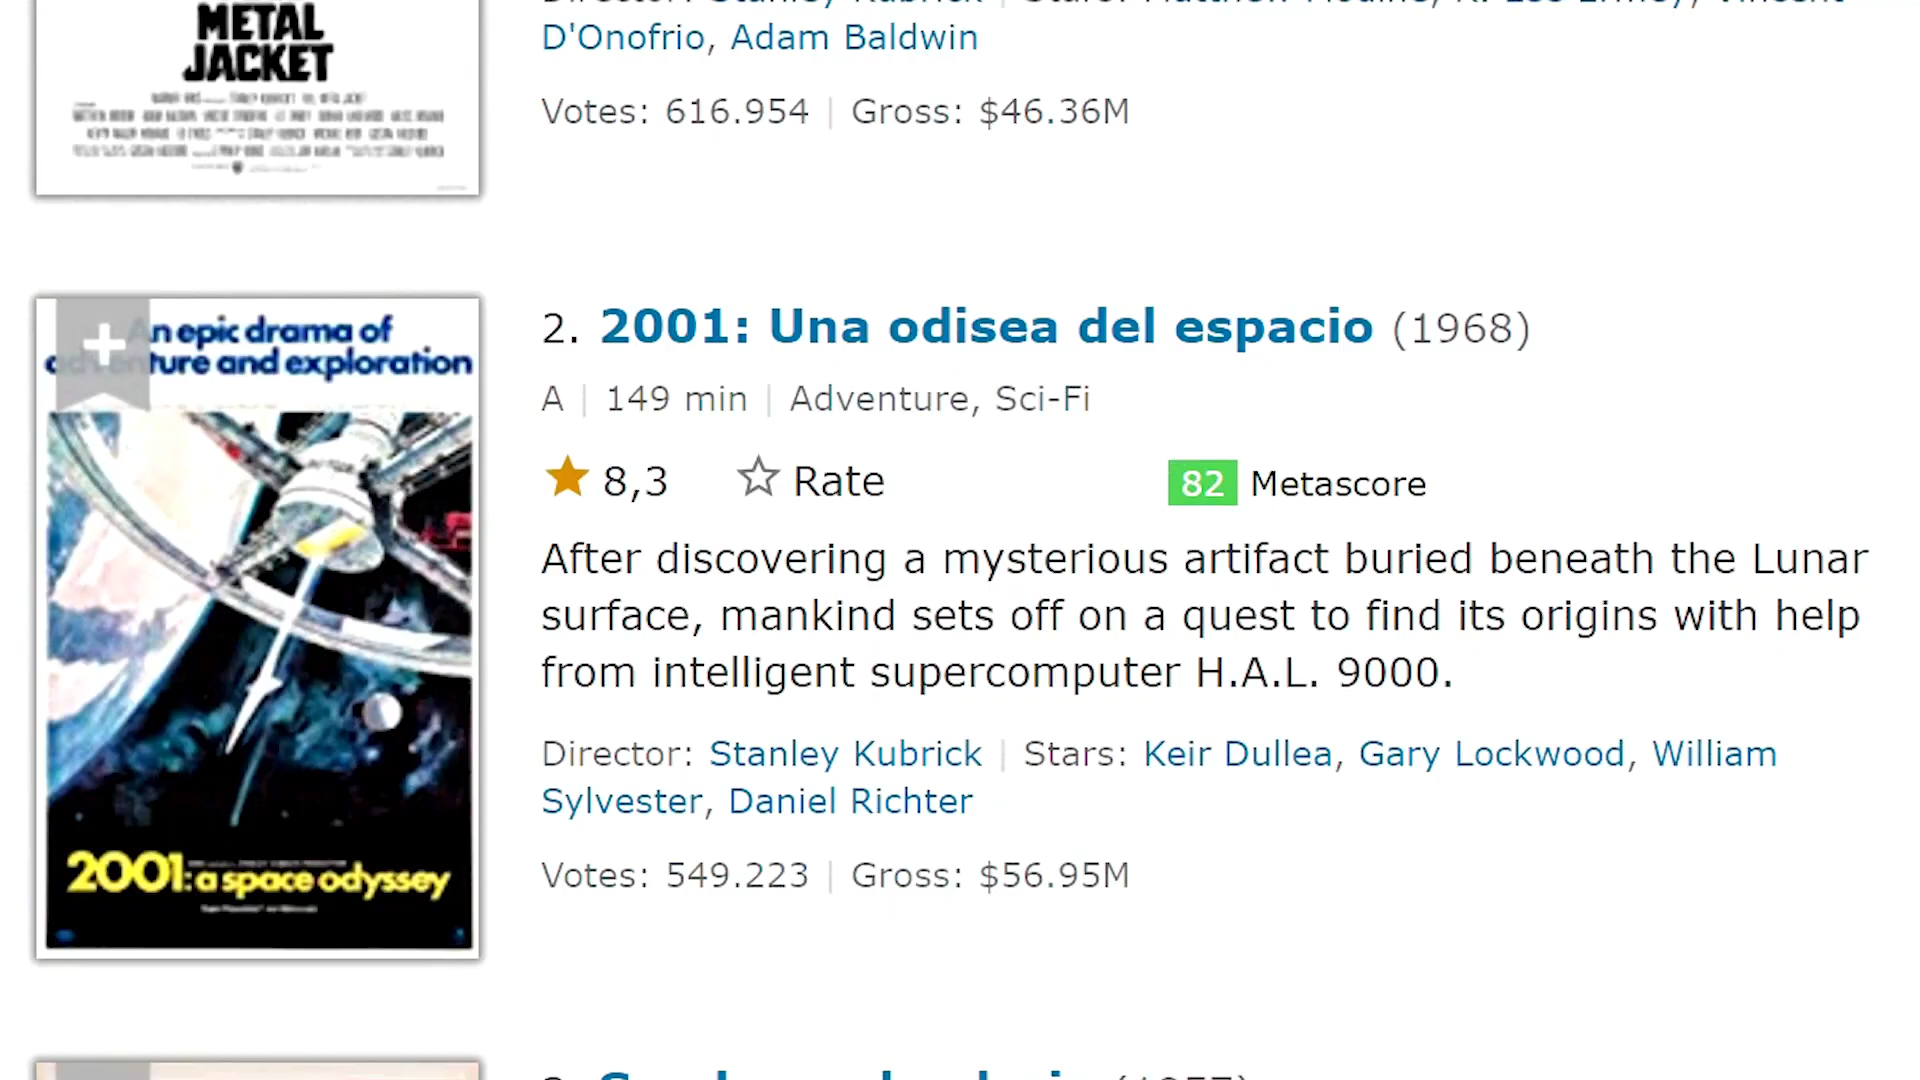 METAL
JACKET
D'Onofrio, Adam Baldwin
Votes: 616.954 | Gross: $46.36M
An epic drama of
adventure and exploration
2. 2001: Una odisea del espacio (1968)
A | 149 min | Adventure, Sci-Fi
8,3 Rate 82 Metascore
After discovering a mysterious artifact buried beneath the Lunar
surface, mankind sets off on a quest to find its origins with help
from intelligent supercomputer H.A.L. 9000.
Director: Stanley Kubrick | Stars: Keir Dullea, Gary Lockwood, William
Sylvester, Daniel Richter
2001: a space odyssey
Votes: 549.223 | Gross: $56.95M